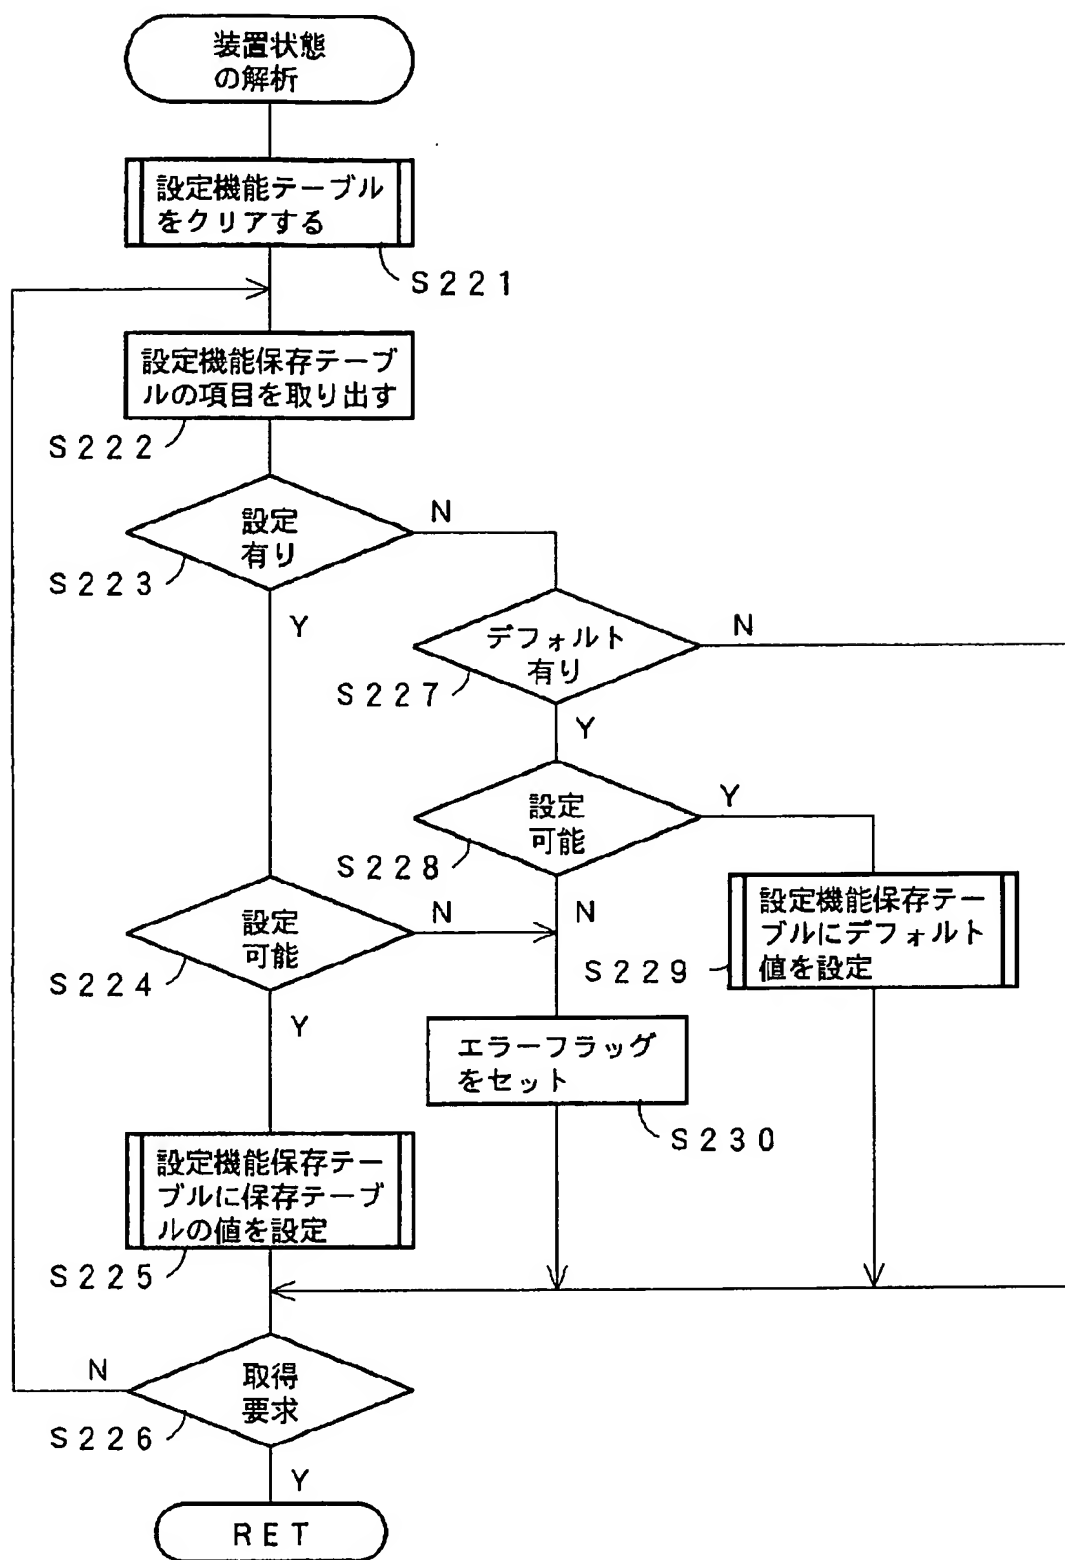 装置状態
の解析
設定機能テーブル
をクリアする
S221
設定機能保存テーブ
ルの項目を取り出す
S222
設定
有り
N
S223
Y
デフォルト
有り
N
S227
Y
設定
可能
Y
S228
N
設定
可能
N
S224
Y
設定機能保存テー
ブルにデフォルト
値を設定
S229
エラーフラッグ
をセット
S230
設定機能保存テー
ブルに保存テーブ
ルの値を設定
S225
取得
要求
N
S226
Y
RET